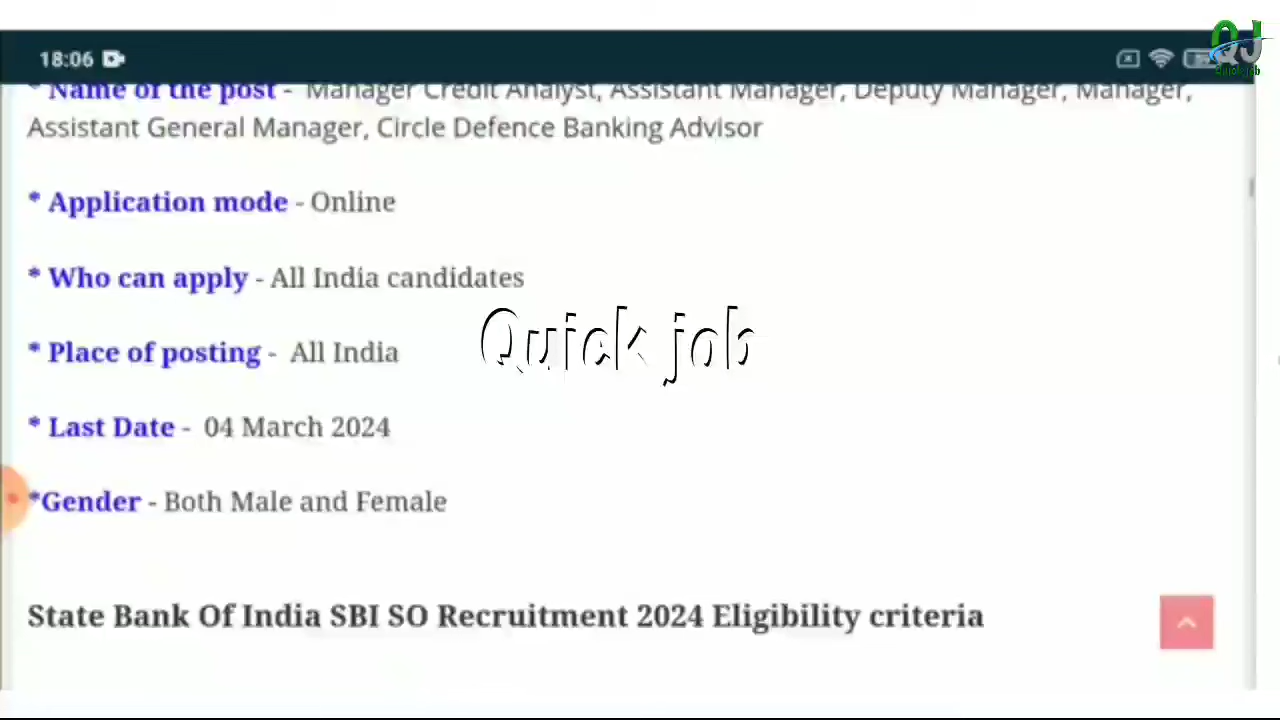 18:06
QJ
Quick job
* Name of the post - Manager Credit Analyst, Assistant Manager, Deputy Manager, Manager,
Assistant General Manager, Circle Defence Banking Advisor
* Application mode - Online
* Who can apply - All India candidates
Quick job
* Place of posting - All India
* Last Date - 04 March 2024
*Gender - Both Male and Female
State Bank Of India SBI SO Recruitment 2024 Eligibility criteria